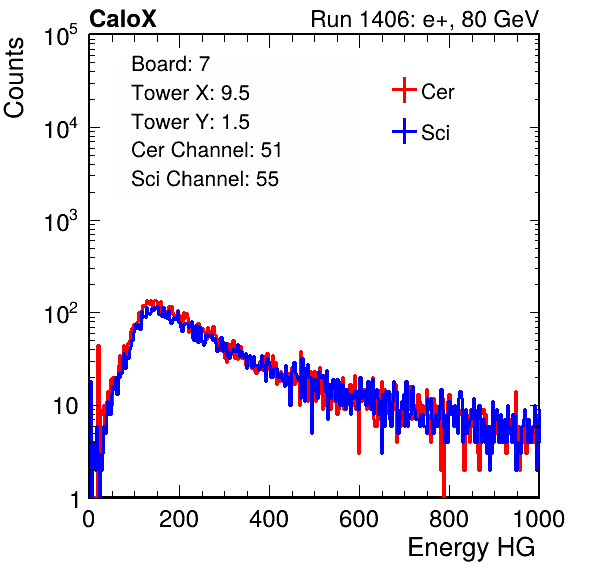 CaloX Run 1406: e+, 80 GeV
Counts
10^5
10^4
10^3
10^2
10
1
Board: 7
Tower X: 9.5
Tower Y: 1.5
Cer Channel: 51
Sci Channel: 55
Cer
Sci
0 200 400 600 800 1000
Energy HG